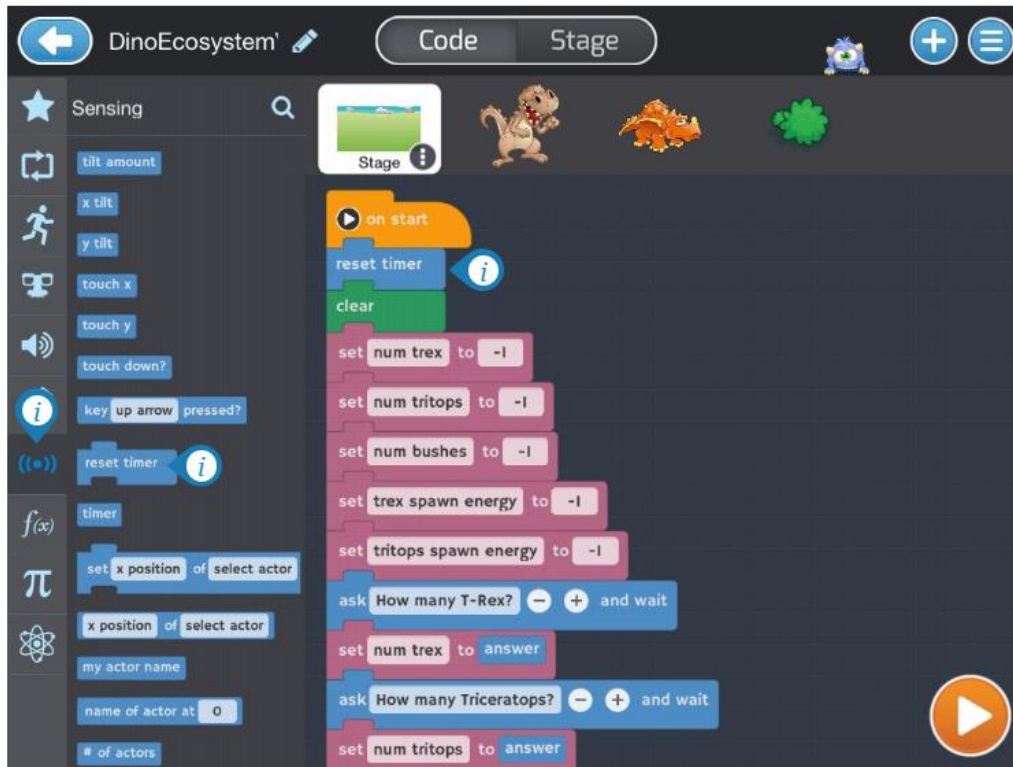 DinoEcosystem'
Code
Stage
Sensing
tilt amount
x tilt
y tilt
touch x
touch y
touch down?
key up arrow pressed?
reset timer
i
i
((•))
f(x)
timer
set x position of select actor
π
x position of select actor
my actor name
name of actor at 0
# of actors
Stage
on start
reset timer
i
clear
set num trex to -1
set num tritops to -1
set num bushes to -1
set trex spawn energy to -1
set tritops spawn energy to -1
ask How many T-Rex? − + and wait
set num trex to answer
ask How many Triceratops? − + and wait
set num tritops to answer